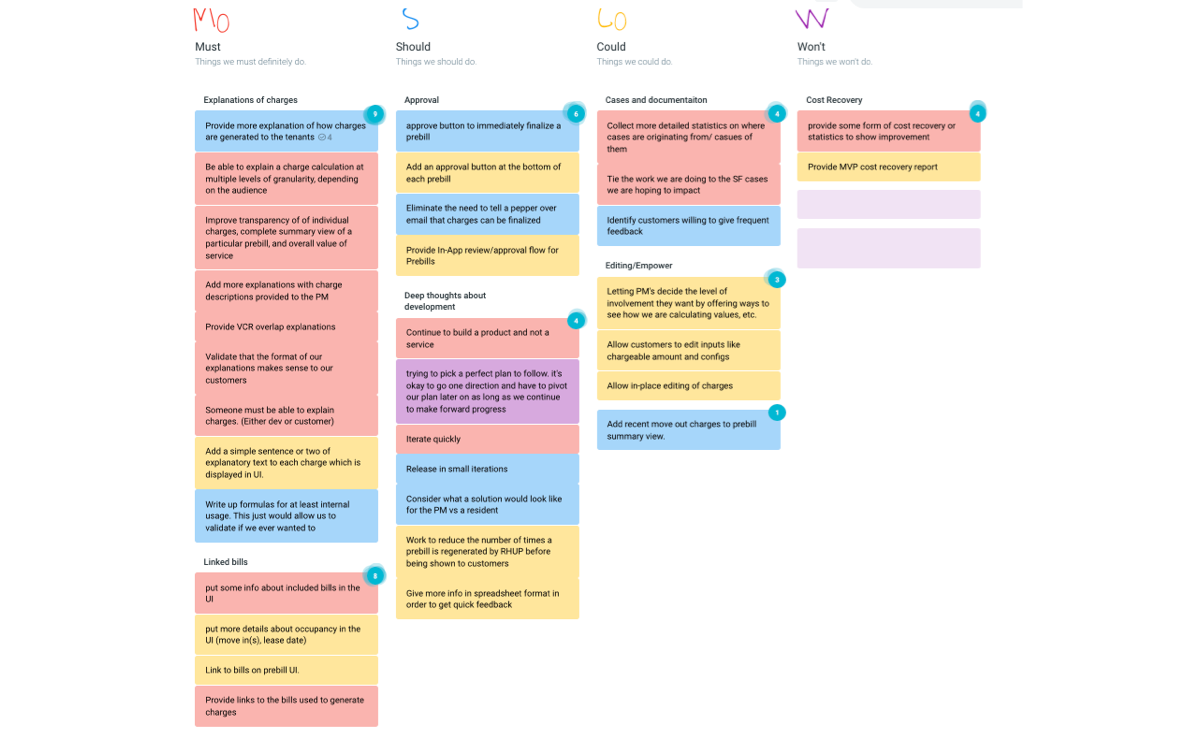 Mo
Must
Things we must definitely do.
Explanations of charges
9
Provide more explanation of how charges
are generated to the tenants 4
Be able to explain a charge calculation at
multiple levels of granularity, depending
on the audience
Improve transparency of of individual
charges, complete summary view of a
particular prebill, and overall value of
service
Add more explanations with charge
descriptions provided to the PM
Provide VCR overlap explanations
Validate that the format of our
explanations makes sense to our
customers
Someone must be able to explain
charges. (Either dev or customer)
Add a simple sentence or two of
explanatory text to each charge which is
displayed in UI.
Write up formulas for at least internal
usage. This just would allow us to
validate if we ever wanted to
Linked bills
8
put some info about included bills in the
UI
put more details about occupancy in the
UI (move in(s), lease date)
Link to bills on prebill UI.
Provide links to the bills used to generate
charges
S
Should
Things we should do.
Approval
6
approve button to immediately finalize a
prebill
Add an approval button at the bottom of
each prebill
Eliminate the need to tell a pepper over
email that charges can be finalized
Provide In-App review/approval flow for
Prebills
Deep thoughts about
development
4
Continue to build a product and not a
service
trying to pick a perfect plan to follow. it's
okay to go one direction and have to pivot
our plan later on as long as we continue
to make forward progress
Iterate quickly
Release in small iterations
Consider what a solution would look like
for the PM vs a resident
Work to reduce the number of times a
prebill is regenerated by RHUP before
being shown to customers
Give more info in spreadsheet format in
order to get quick feedback
Co
Could
Things we could do.
Cases and documentaiton
4
Collect more detailed statistics on where
cases are originating from/ casues of
them
Tie the work we are doing to the SF cases
we are hoping to impact
Identify customers willing to give frequent
feedback
Editing/Empower
3
Letting PM's decide the level of
involvement they want by offering ways to
see how we are calculating values, etc.
Allow customers to edit inputs like
chargeable amount and configs
Allow in-place editing of charges
1
Add recent move out charges to prebill
summary view.
W
Won't
Things we won't do.
Cost Recovery
4
provide some form of cost recovery or
statistics to show improvement
Provide MVP cost recovery report